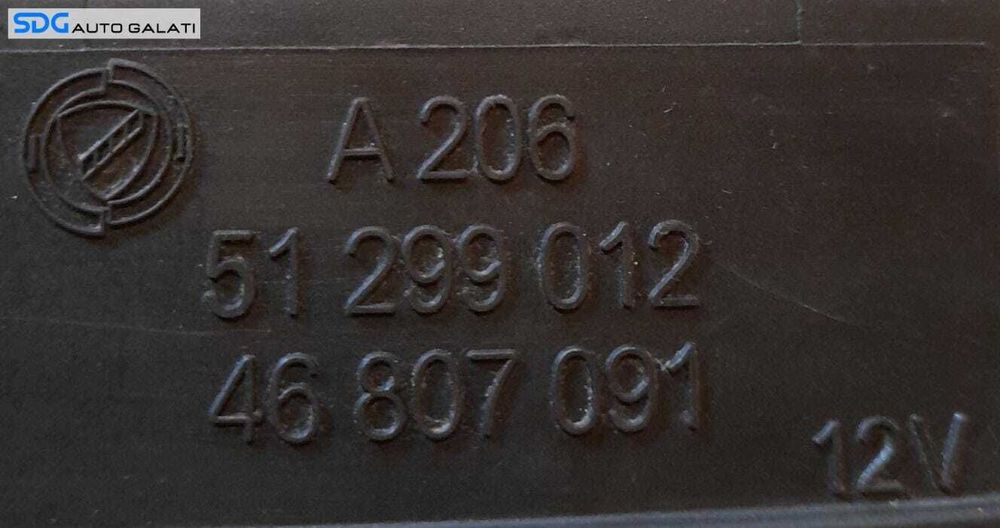 SDG AUTO GALATI
A 206
51 299 012
46 807 091
12V